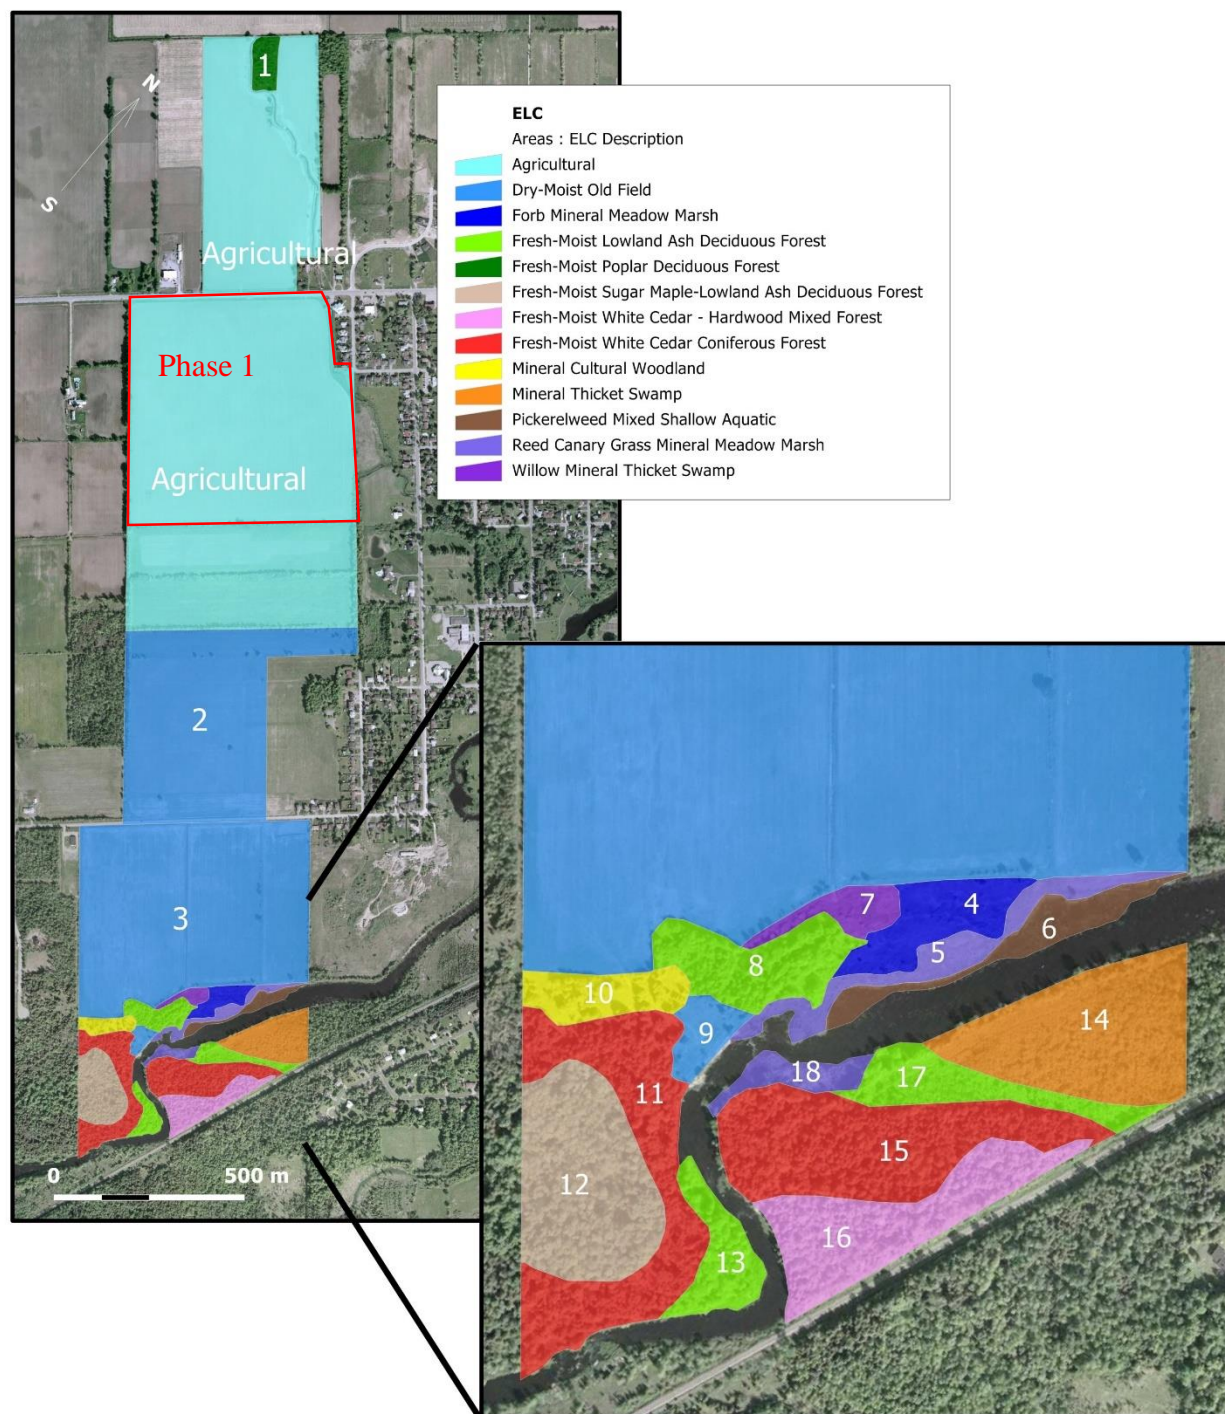 1
N
S
Agricultural
Phase 1
Agricultural
2
3
0 500 m
ELC
Areas : ELC Description
Agricultural
Dry-Moist Old Field
Forb Mineral Meadow Marsh
Fresh-Moist Lowland Ash Deciduous Forest
Fresh-Moist Poplar Deciduous Forest
Fresh-Moist Sugar Maple-Lowland Ash Deciduous Forest
Fresh-Moist White Cedar - Hardwood Mixed Forest
Fresh-Moist White Cedar Coniferous Forest
Mineral Cultural Woodland
Mineral Thicket Swamp
Pickerelweed Mixed Shallow Aquatic
Reed Canary Grass Mineral Meadow Marsh
Willow Mineral Thicket Swamp
7
4
6
5
8
10
9
14
18
17
11
15
12
16
13